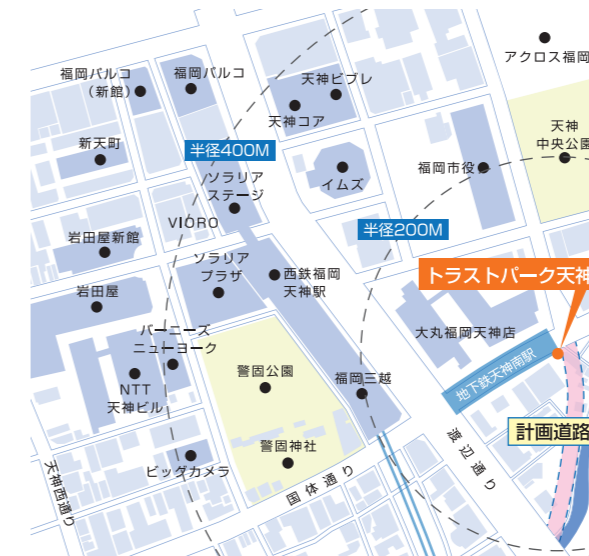 アクロス福岡
福岡パルコ
（新館）
福岡パルコ
天神ビブレ
天神コア
天神
中央公園
新天町
半径400M
ソラリア
ステージ
イムズ
福岡市役
VIORO
半径200M
岩田屋新館
ソラリア
プラザ
西鉄福岡
天神駅
トラストパーク天神
岩田屋
バーニーズ
ニューヨーク
大丸福岡天神店
警固公園
福岡三越
地下鉄天神南駅
NTT
天神ビル
計画道路
警固神社
渡辺通り
ビッグカメラ
国体通り
天神西通り